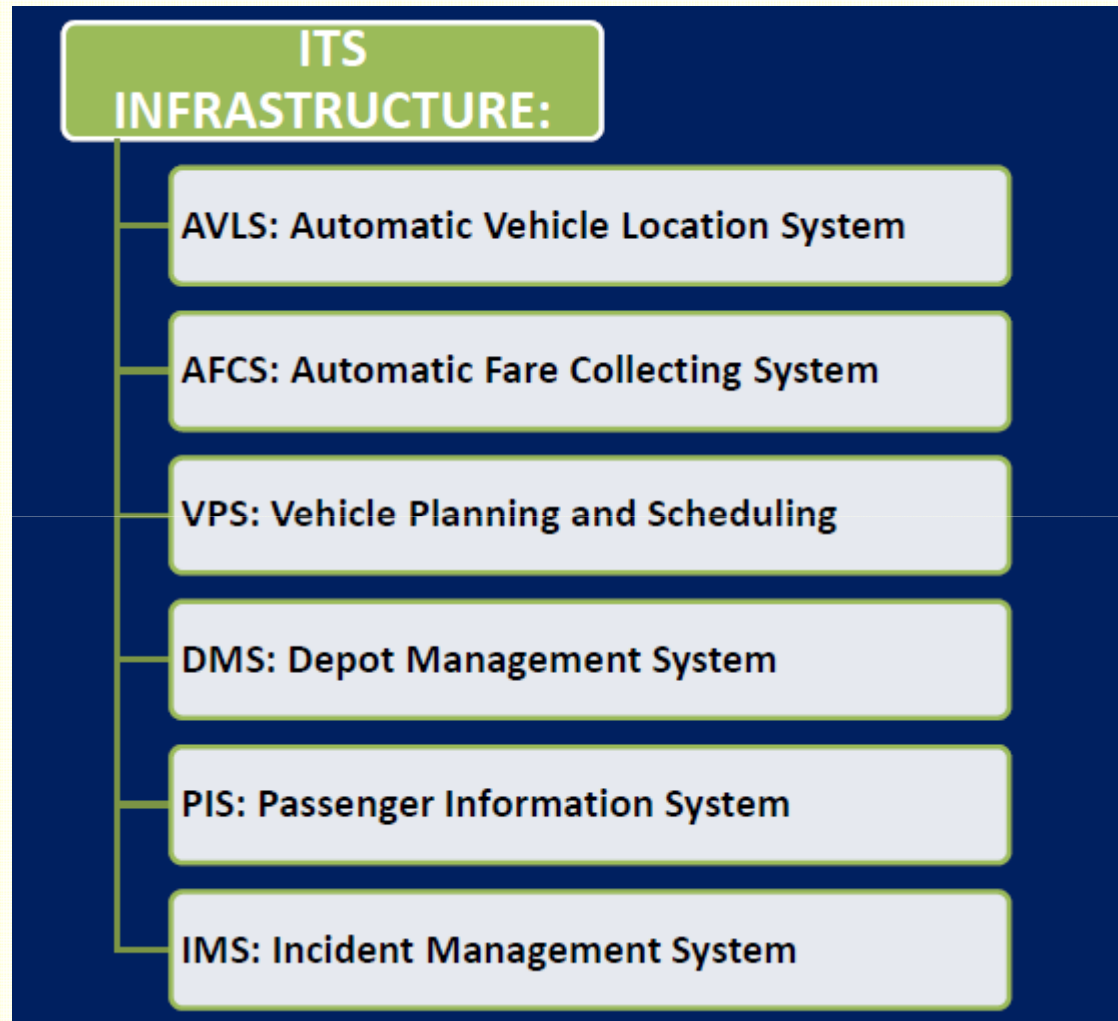 ITS
INFRASTRUCTURE:
AVLS: Automatic Vehicle Location System
AFCS: Automatic Fare Collecting System
VPS: Vehicle Planning and Scheduling
DMS: Depot Management System
PIS: Passenger Information System
IMS: Incident Management System